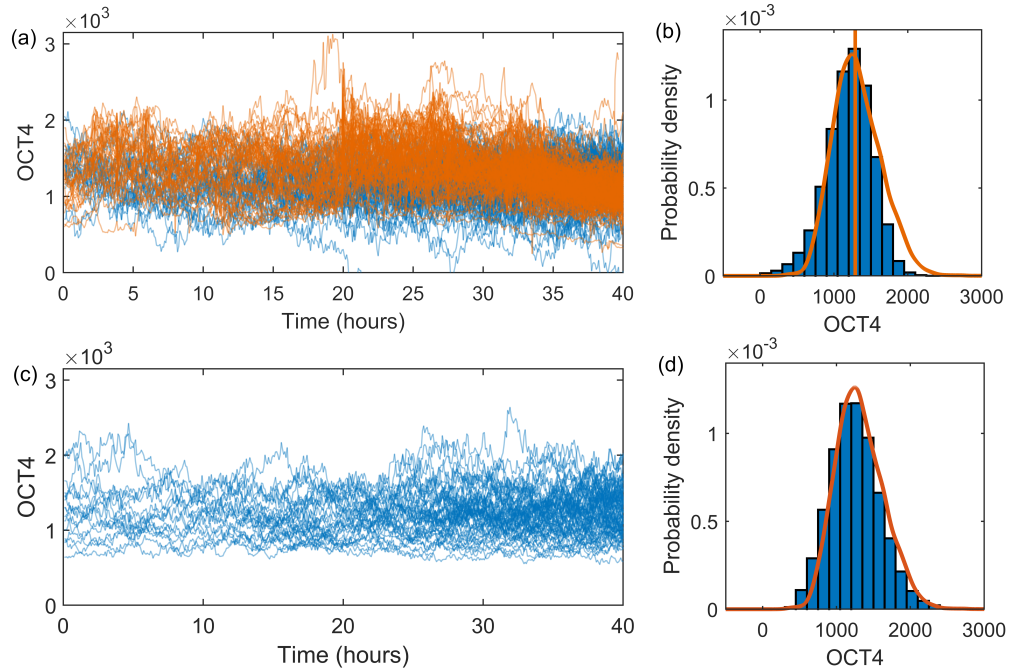 (a)
×10³
3
2
1
0
OCT4
0 5 10 15 20 25 30 35 40
Time (hours)
(b)
×10⁻³
1
0.5
0
Probability density
0 1000 2000 3000
OCT4
(c)
×10³
3
2
1
0
OCT4
0 10 20 30 40
Time (hours)
(d)
×10⁻³
1
0.5
0
Probability density
0 1000 2000 3000
OCT4